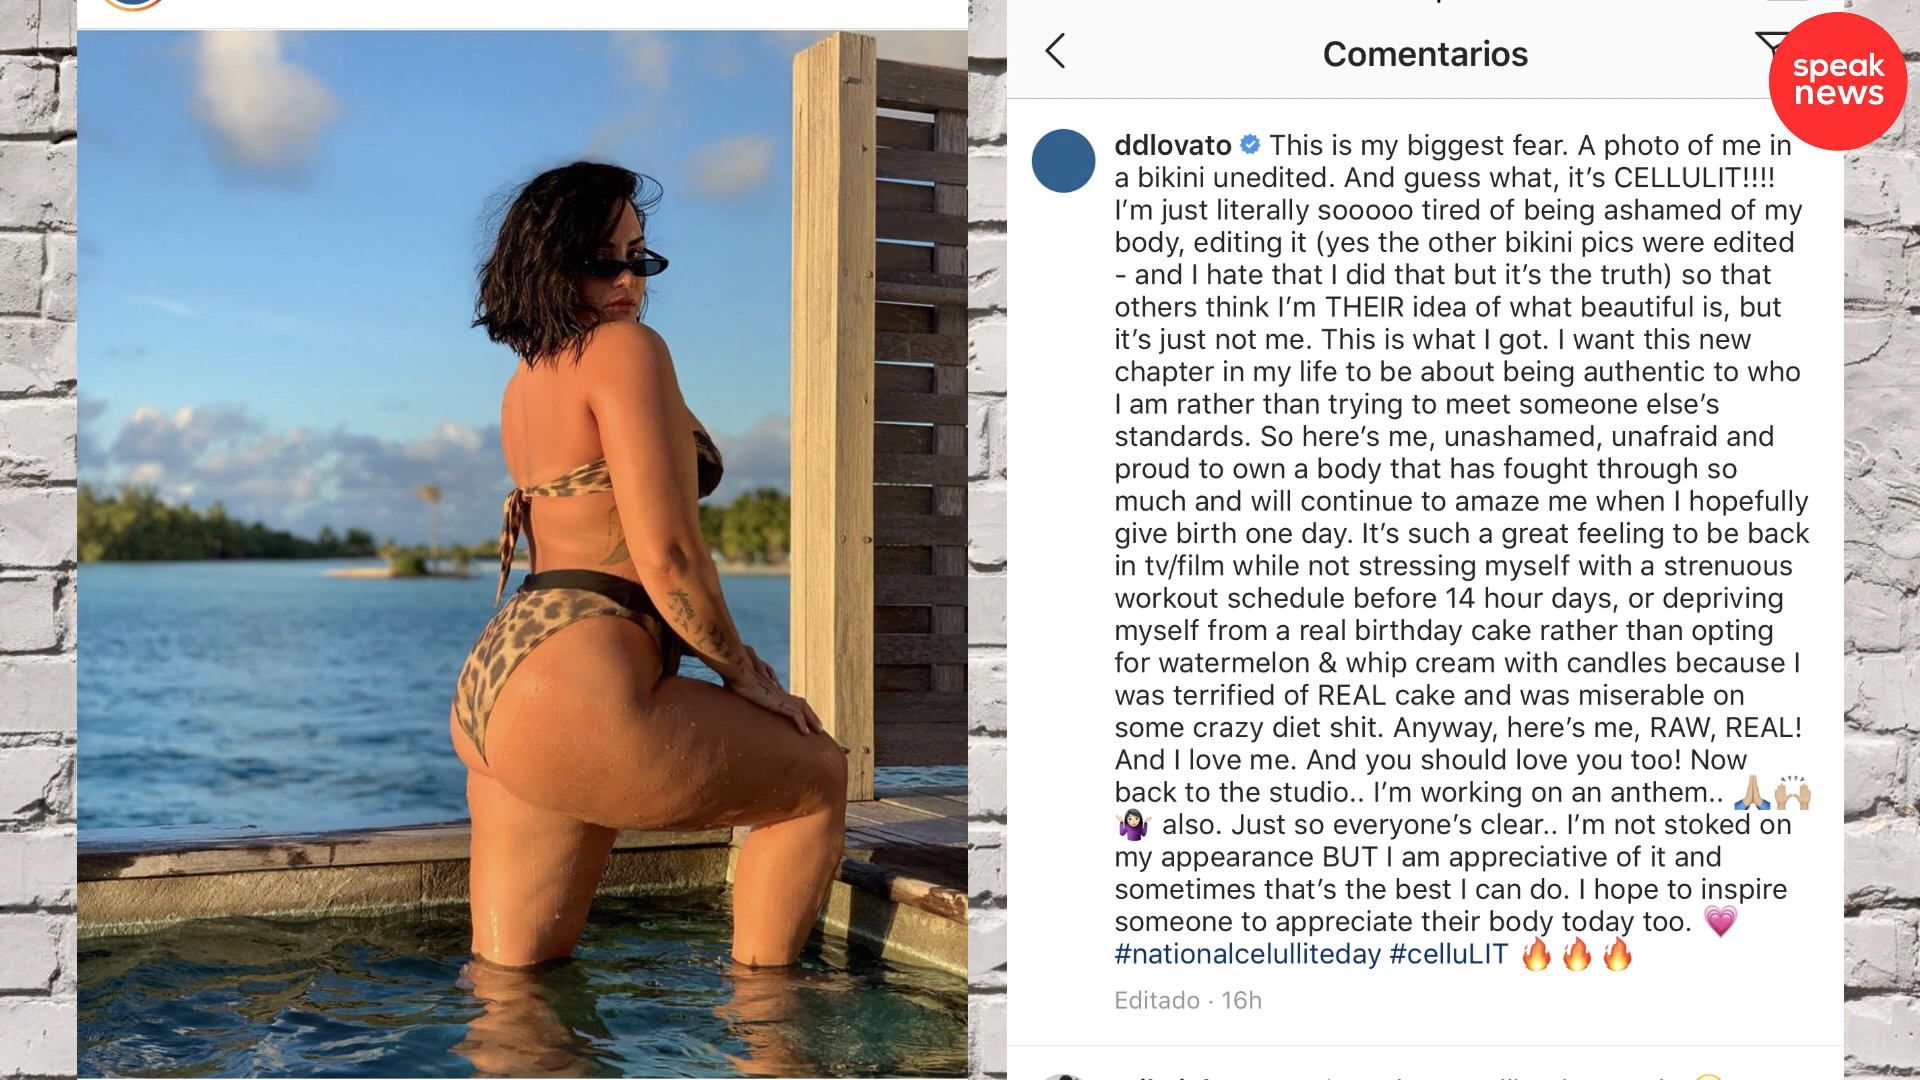 Comentarios
speak
news
ddlovato This is my biggest fear. A photo of me in
a bikini unedited. And guess what, it’s CELLULIT!!!!
I’m just literally sooooo tired of being ashamed of my
body, editing it (yes the other bikini pics were edited
- and I hate that I did that but it’s the truth) so that
others think I’m THEIR idea of what beautiful is, but
it’s just not me. This is what I got. I want this new
chapter in my life to be about being authentic to who
I am rather than trying to meet someone else’s
standards. So here’s me, unashamed, unafraid and
proud to own a body that has fought through so
much and will continue to amaze me when I hopefully
give birth one day. It’s such a great feeling to be back
in tv/film while not stressing myself with a strenuous
workout schedule before 14 hour days, or depriving
myself from a real birthday cake rather than opting
for watermelon & whip cream with candles because I
was terrified of REAL cake and was miserable on
some crazy diet shit. Anyway, here’s me, RAW, REAL!
And I love me. And you should love you too! Now
back to the studio.. I’m working on an anthem.. 🙏🏼🙌🏼
🤷🏻‍♀️ also. Just so everyone’s clear.. I’m not stoked on
my appearance BUT I am appreciative of it and
sometimes that’s the best I can do. I hope to inspire
someone to appreciate their body today too. 💗
#nationalcelulliteday #celluLIT 🔥🔥🔥
Editado · 16h